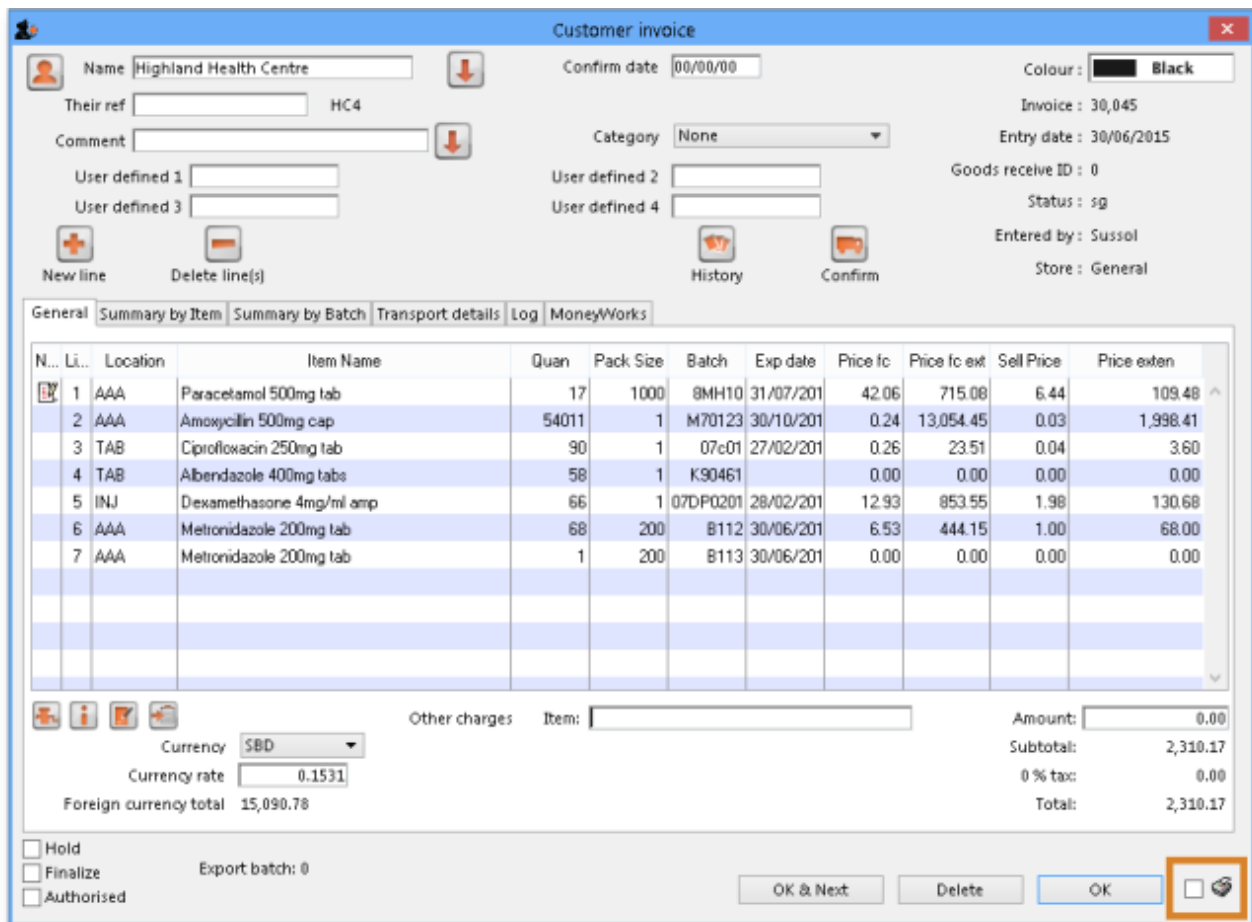 Customer invoice
Name Highland Health Centre Confirm date 00/00/00 Colour : Black
Their ref HC4 Invoice : 30,045
Comment Category None Entry date : 30/06/2015
User defined 1 User defined 2 Goods receive ID : 0
User defined 3 User defined 4 Status : sg
Entered by : Sussol
New line Delete line(s) History Confirm Store : General
General Summary by Item Summary by Batch Transport details Log MoneyWorks
N... Li... Location Item Name Quan Pack Size Batch Exp date Price fc Price fc ext Sell Price Price exten
1 AAA Paracetamol 500mg tab 17 1000 8MH10 31/07/201 42.06 715.08 6.44 109.48
2 AAA Amoxycillin 500mg cap 54011 1 M70123 30/10/201 0.24 13,054.45 0.03 1,998.41
3 TAB Ciprofloxacin 250mg tab 90 1 07c01 27/02/201 0.26 23.51 0.04 3.60
4 TAB Albendazole 400mg tabs 58 1 K90461 0.00 0.00 0.00 0.00
5 INJ Dexamethasone 4mg/ml amp 66 1 07DP0201 28/02/201 12.93 853.55 1.98 130.68
6 AAA Metronidazole 200mg tab 68 200 B112 30/06/201 6.53 444.15 1.00 68.00
7 AAA Metronidazole 200mg tab 1 200 B113 30/06/201 0.00 0.00 0.00 0.00
Other charges Item: Amount: 0.00
Currency SBD Subtotal: 2,310.17
Currency rate 0.1531 0 % tax: 0.00
Foreign currency total 15,090.78 Total: 2,310.17
Hold
Finalize Export batch: 0
Authorised OK & Next Delete OK